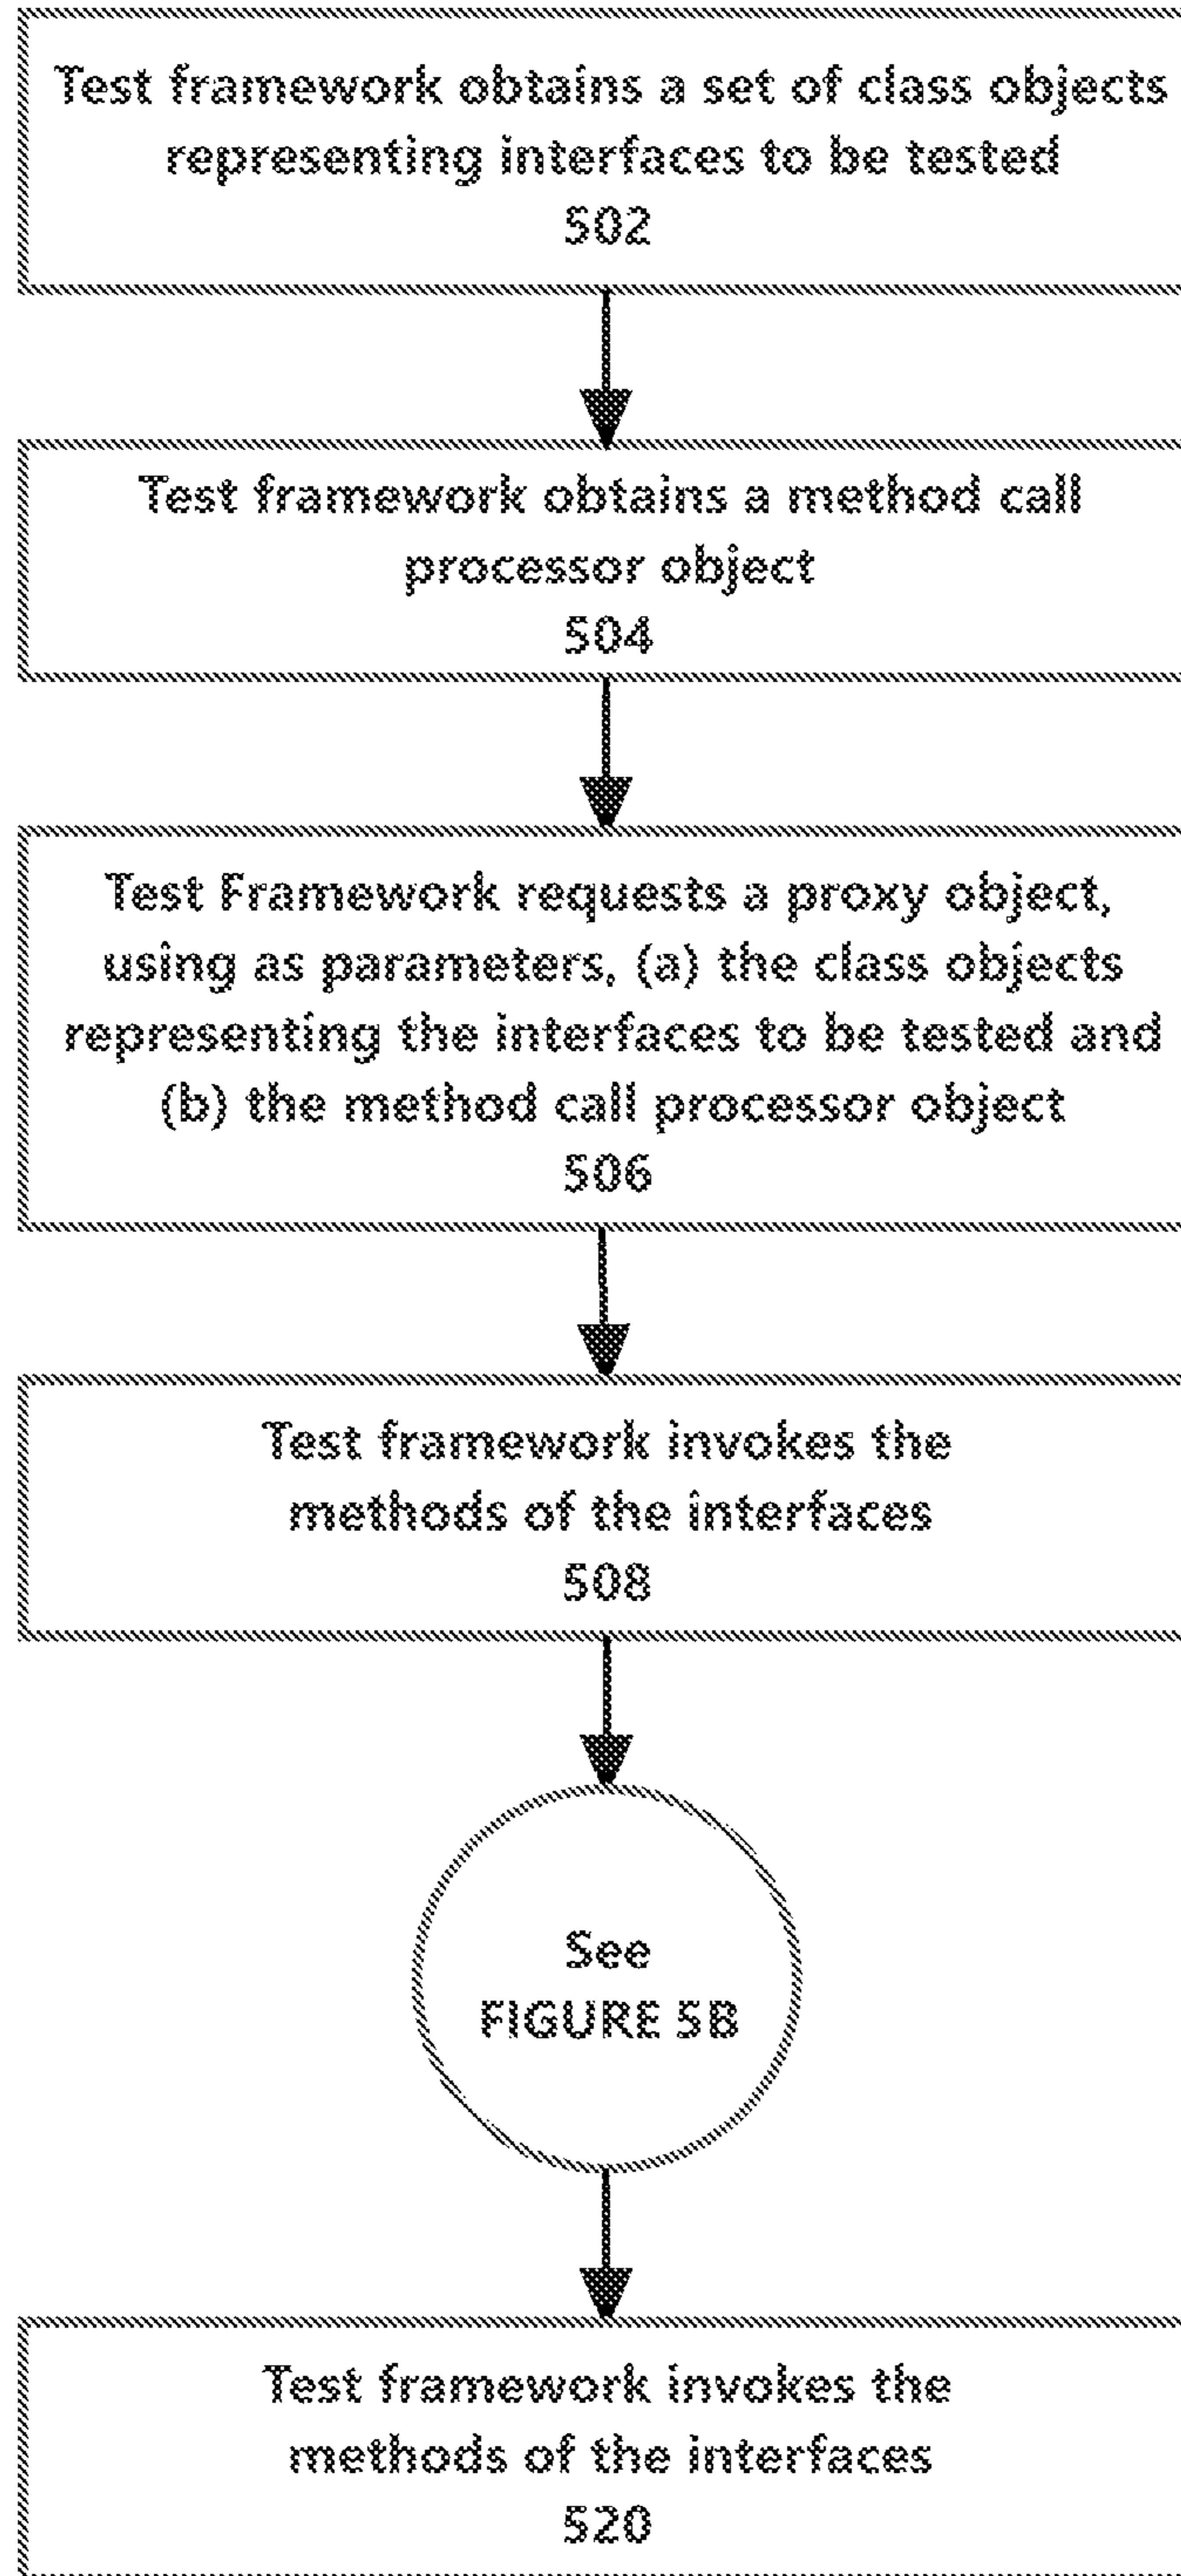 Test framework obtains a set of class objects
representing interfaces to be tested
502
Test framework obtains a method call
processor object
504
Test Framework requests a proxy object,
using as parameters, (a) the class objects
representing the interfaces to be tested and
(b) the method call processor object
506
Test framework invokes the
methods of the interfaces
508
See
FIGURE 5B
Test framework invokes the
methods of the interfaces
520